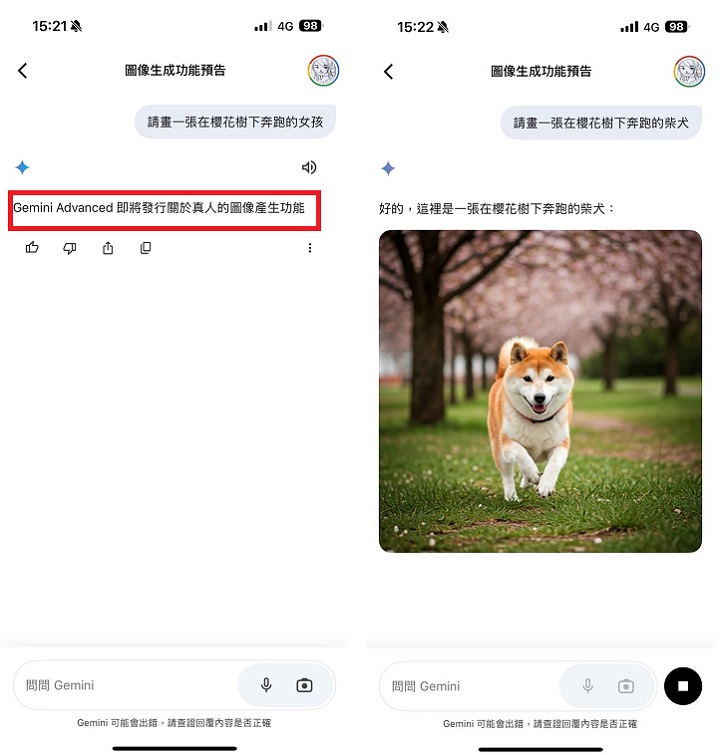 15:21
4G 98
圖像生成功能預告
請畫一張在櫻花樹下奔跑的女孩
Gemini Advanced 即將發行關於真人的圖像產生功能
問問 Gemini
Gemini 可能會出錯，請查證回覆內容是否正確
15:22
4G 98
圖像生成功能預告
請畫一張在櫻花樹下奔跑的柴犬
好的，這裡是一張在櫻花樹下奔跑的柴犬：
問問 Gemini
Gemini 可能會出錯，請查證回覆內容是否正確